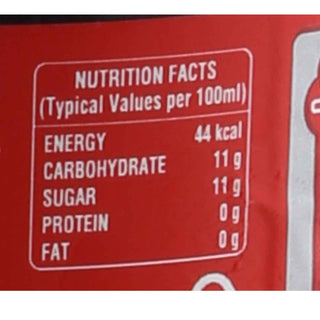 NUTRITION FACTS
(Typical Values per 100ml)
ENERGY 44 kcal
CARBOHYDRATE 11 g
SUGAR 11 g
PROTEIN 0 g
FAT 0 g